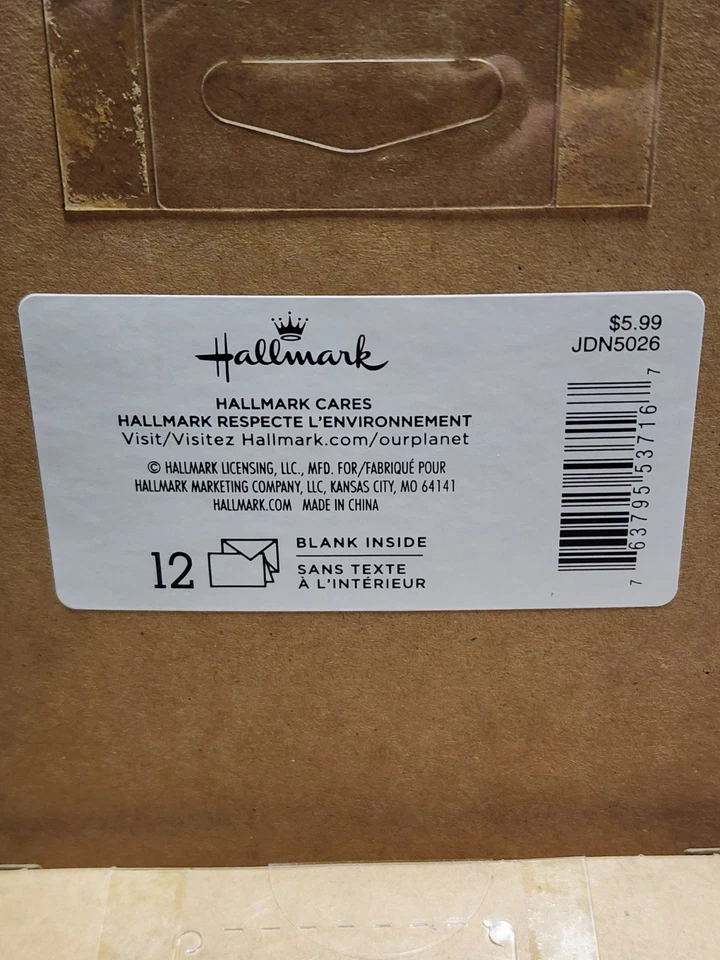 Hallmark
HALLMARK CARES
HALLMARK RESPECTE L'ENVIRONNEMENT
Visit/Visitez Hallmark.com/ourplanet
© HALLMARK LICENSING, LLC., MFD. FOR/FABRIQUÉ POUR
HALLMARK MARKETING COMPANY, LLC, KANSAS CITY, MO 64141
HALLMARK.COM MADE IN CHINA
12
BLANK INSIDE
SANS TEXTE
À L'INTÉRIEUR
$5.99
JDN5026
7 63795 53716 7